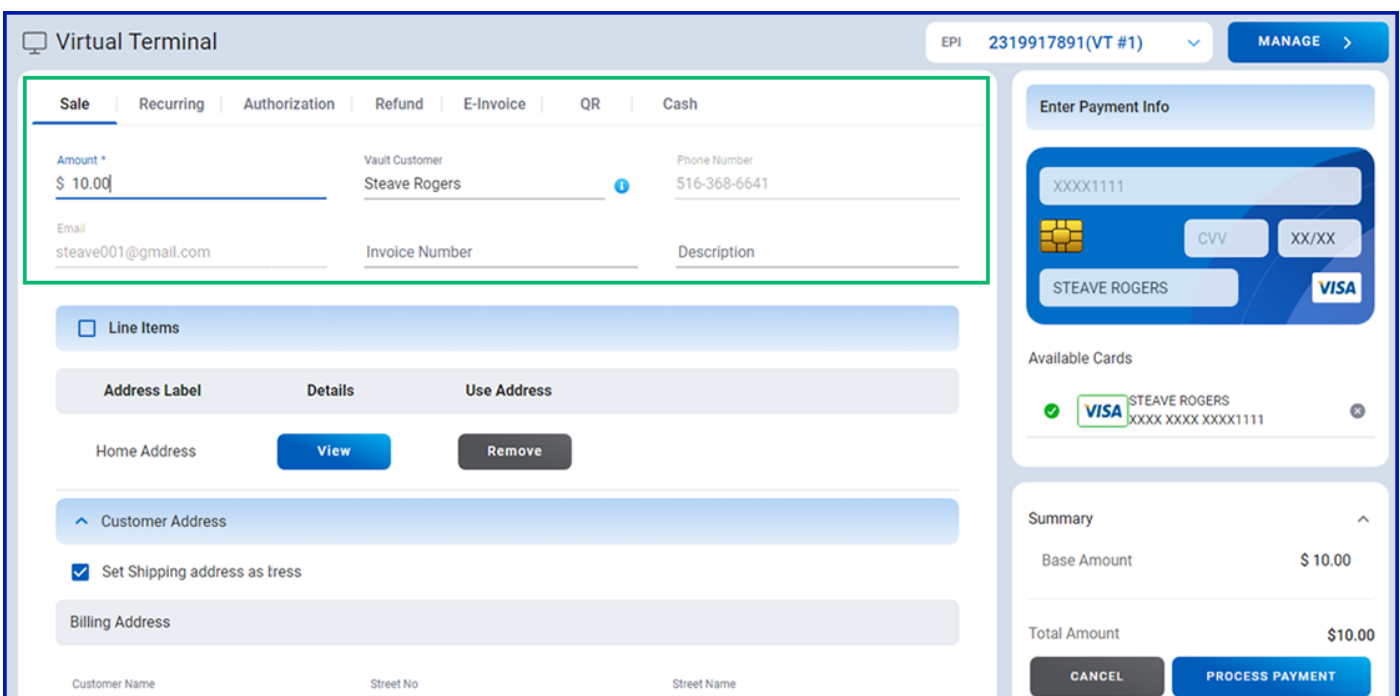 Virtual Terminal
EPI 2319917891(VT #1)
MANAGE
Sale Recurring Authorization Refund E-Invoice QR Cash
Amount * Vault Customer Phone Number
$ 10.00 Steave Rogers 516-368-6641
Email
steave001@gmail.com Invoice Number Description
Line Items
Address Label Details Use Address
Home Address View Remove
Customer Address
Set Shipping address as tress
Billing Address
Customer Name Street No Street Name
Enter Payment Info
XXXX1111
CVV XX/XX
STEAVE ROGERS VISA
Available Cards
VISA STEAVE ROGERS
XXXX XXXX XXXX1111
Summary
Base Amount $ 10.00
Total Amount $10.00
CANCEL PROCESS PAYMENT